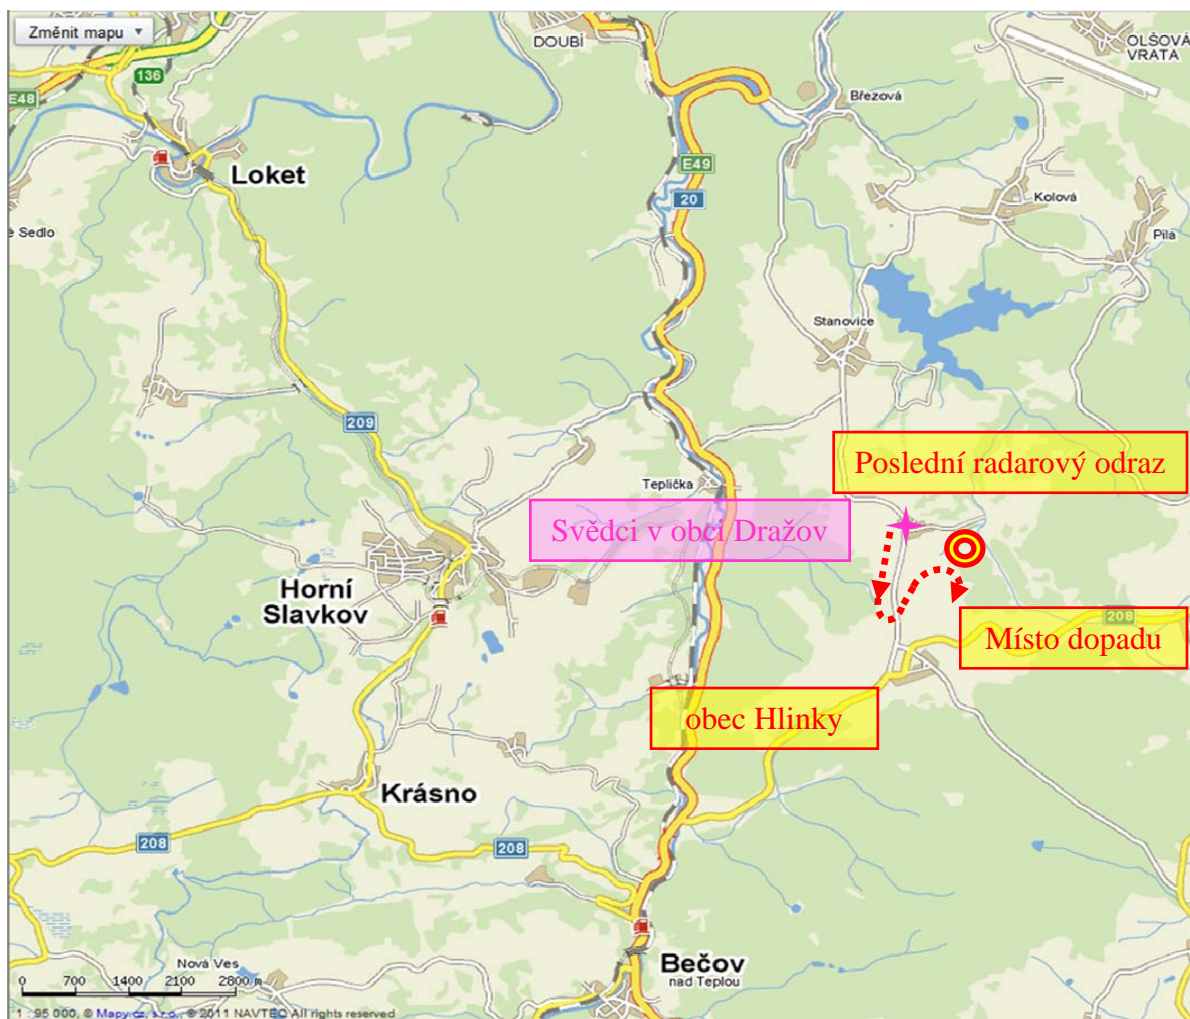 Změnit mapu
DOUBÍ
OLŠOVÁ
VRATA
136
E48
Březová
Loket
E49
20
Kolová
é Sedlo
Pila
Stanovice
209
Poslední radarový odraz
Teplička
Svědci v obci Dražov
Horní
Slavkov
208
Místo dopadu
obec Hlinky
Krásno
208
208
Nová Ves
Bečov
nad Teplou
0 700 1400 2100 2800 m
1 : 95 000, © Mapy.cz, s.r.o., © 2011 NAVTEQ All rights reserved